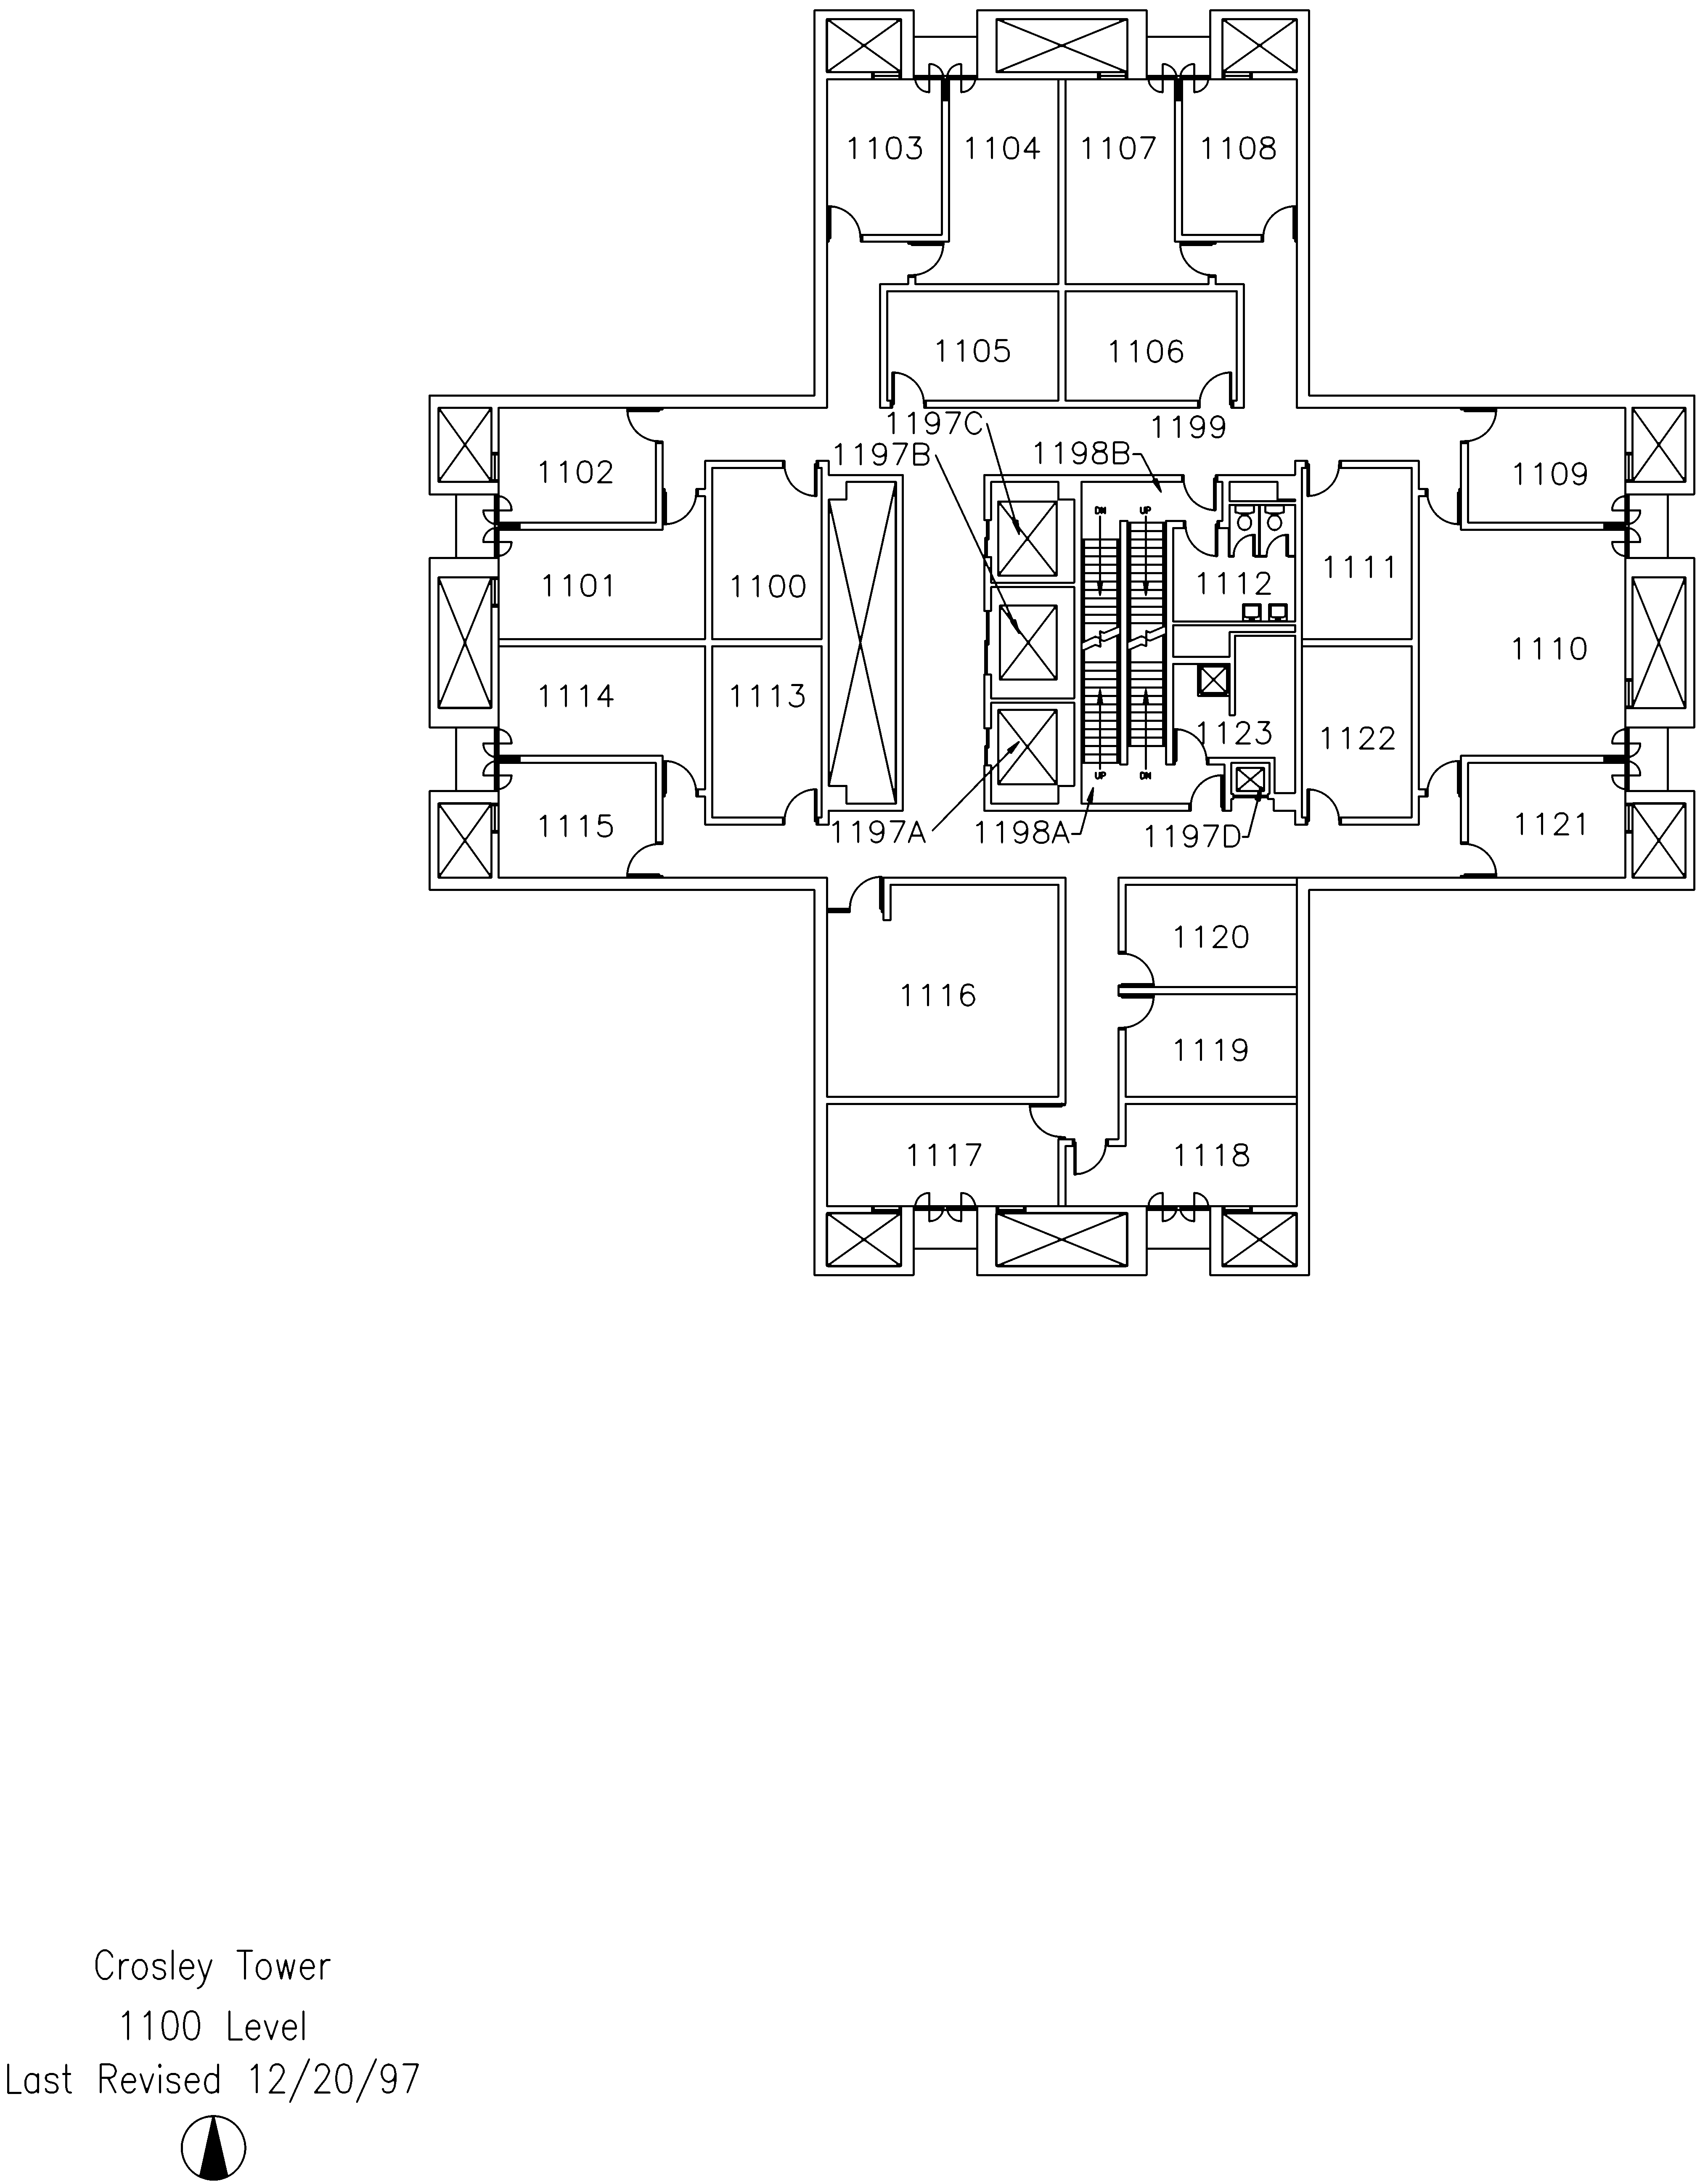 1103 1104 1107 1108
1105 1106
1197C 1199
1197B 1198B
1102 1109
DN UP
1101 1100 1112 1111
1110
1114 1113
1123 1122
UP DN
1115 1197A 1198A 1197D 1121
1120
1116
1119
1117 1118
Crosley Tower
1100 Level
Last Revised 12/20/97